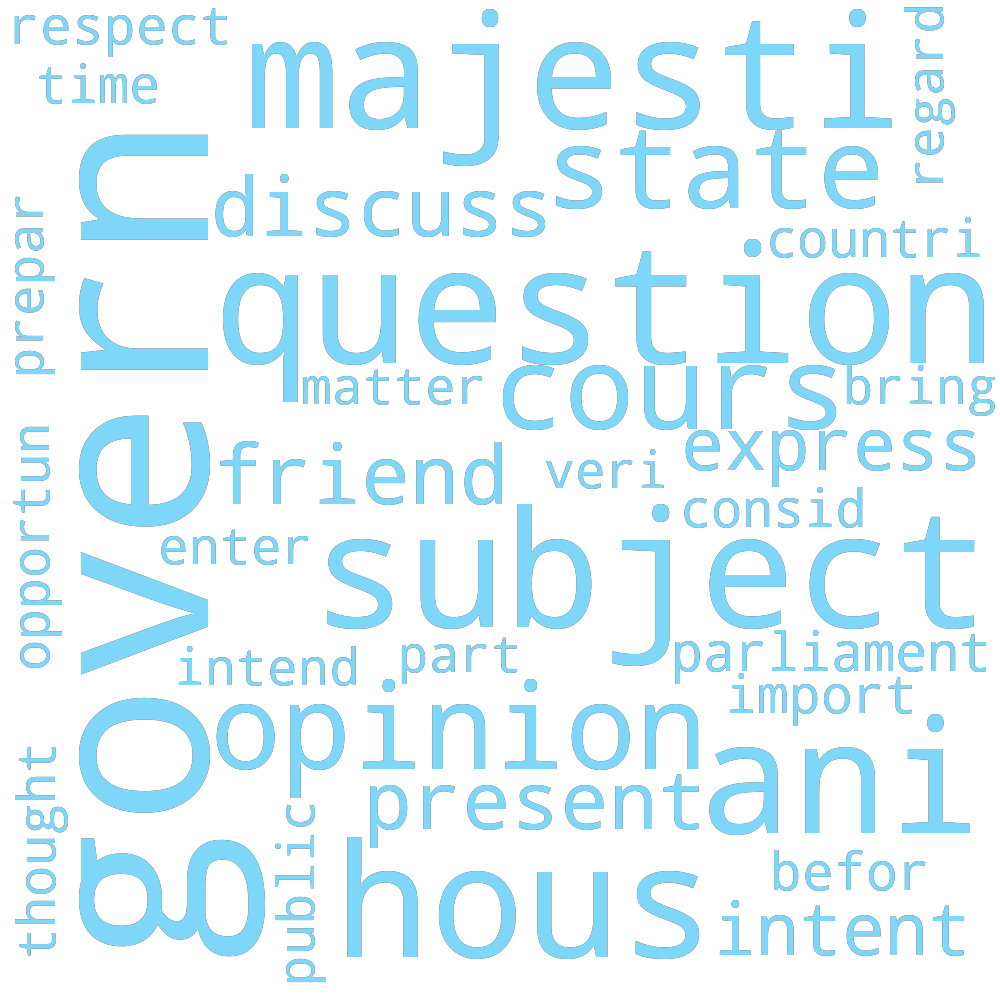 respect
majesti
regard
time
govern
state
discuss
prepar
countri
question
matter
cours
bring
opportun
friend
veri
express
consid
enter
subject
intend
part
parliament
import
opinion
ani
thought
present
public
hous
befor
intent